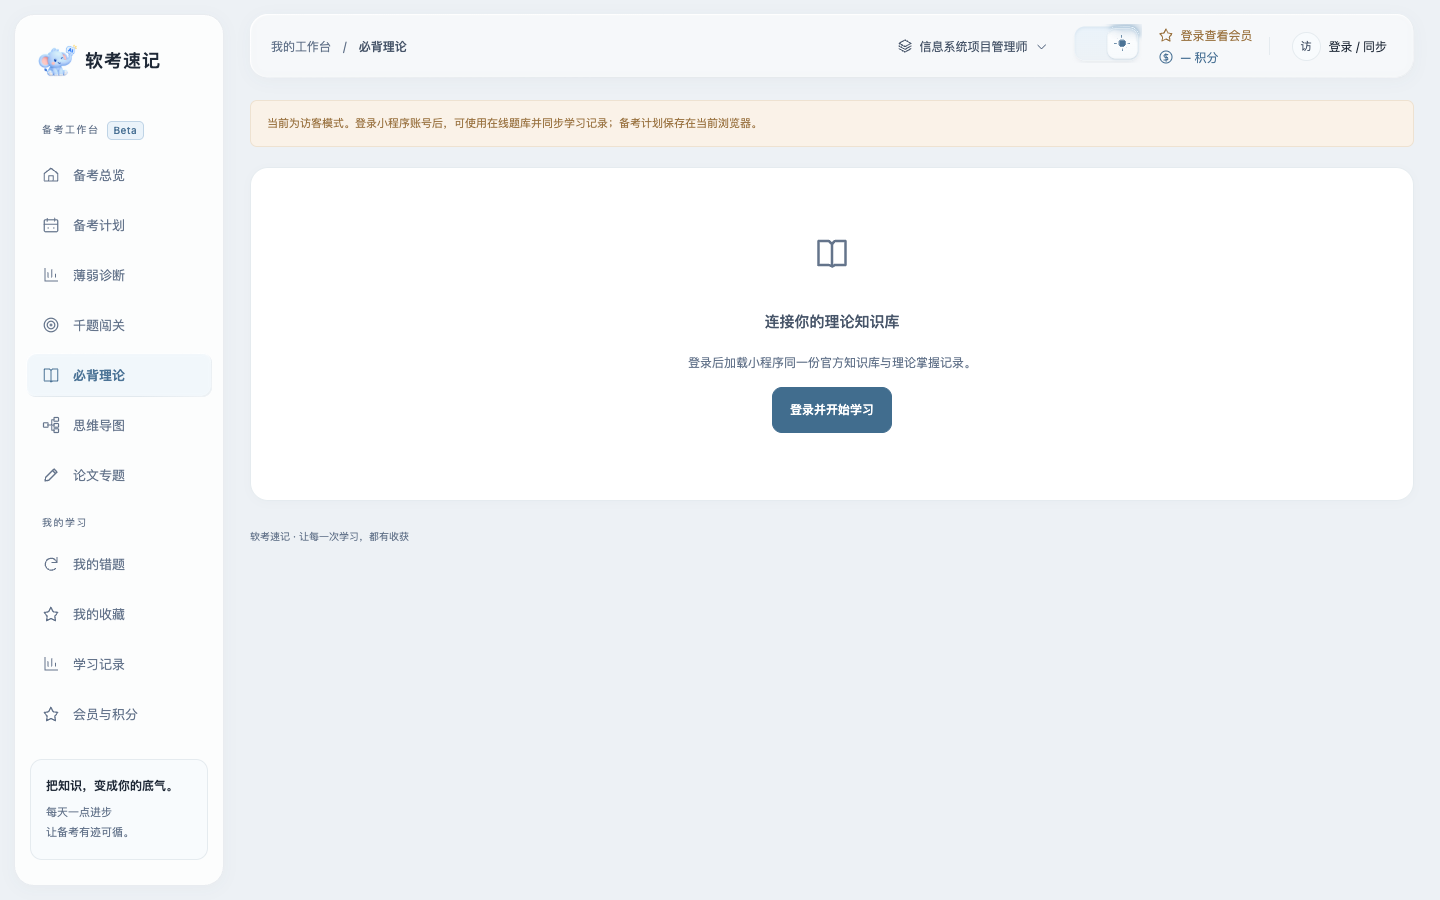 软考速记
备考工作台 Beta
备考总览
备考计划
薄弱诊断
千题闯关
必背理论
思维导图
论文专题
我的学习
我的错题
我的收藏
学习记录
会员与积分
把知识，变成你的底气。
每天一点进步
让备考有迹可循。
我的工作台 / 必背理论
信息系统项目管理师
登录查看会员
— 积分
访 登录 / 同步
当前为访客模式。登录小程序账号后，可使用在线题库并同步学习记录；备考计划保存在当前浏览器。
连接你的理论知识库
登录后加载小程序同一份官方知识库与理论掌握记录。
登录并开始学习
软考速记 · 让每一次学习，都有收获